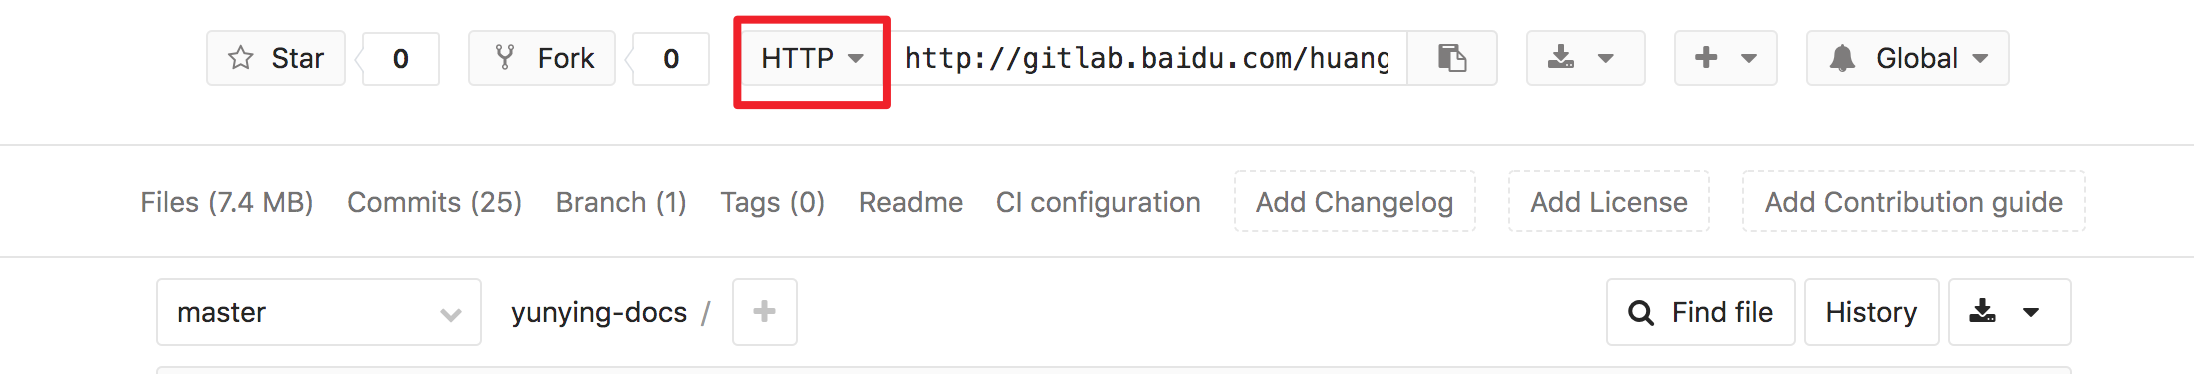 Star 0 Fork 0 HTTP http://gitlab.baidu.com/huang Global
Files (7.4 MB) Commits (25) Branch (1) Tags (0) Readme CI configuration Add Changelog Add License Add Contribution guide
master yunying-docs / Find file History